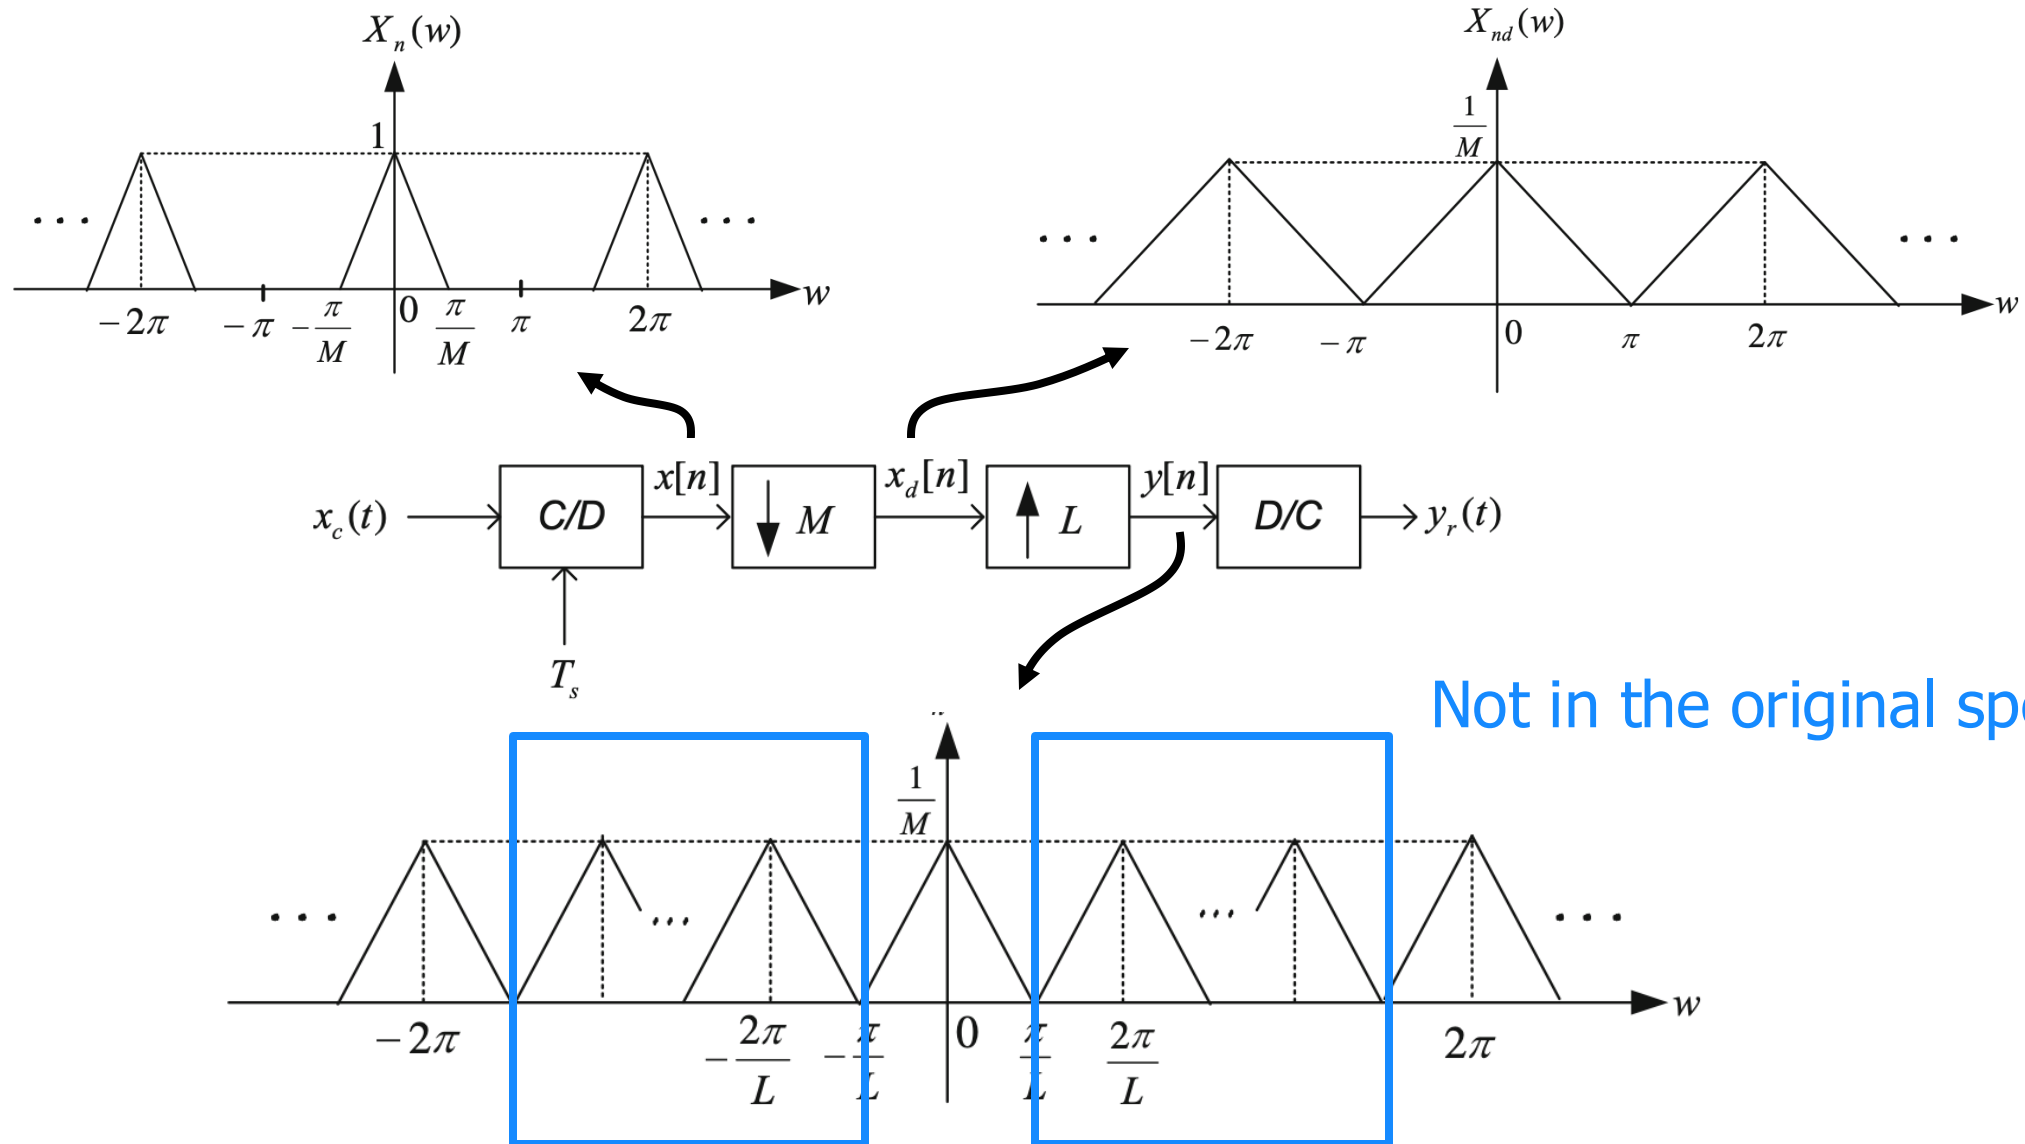 X_n(w)
1
-2π -π -π/M 0 π/M π 2π w
X_nd(w)
1/M
-2π -π 0 π 2π w
x_c(t) C/D x[n] ↓ M x_d[n] ↑ L y[n] D/C y_r(t)
T_s
Not in the original
1/M
-2π -2π/L -π/L 0 π/L 2π/L 2π w